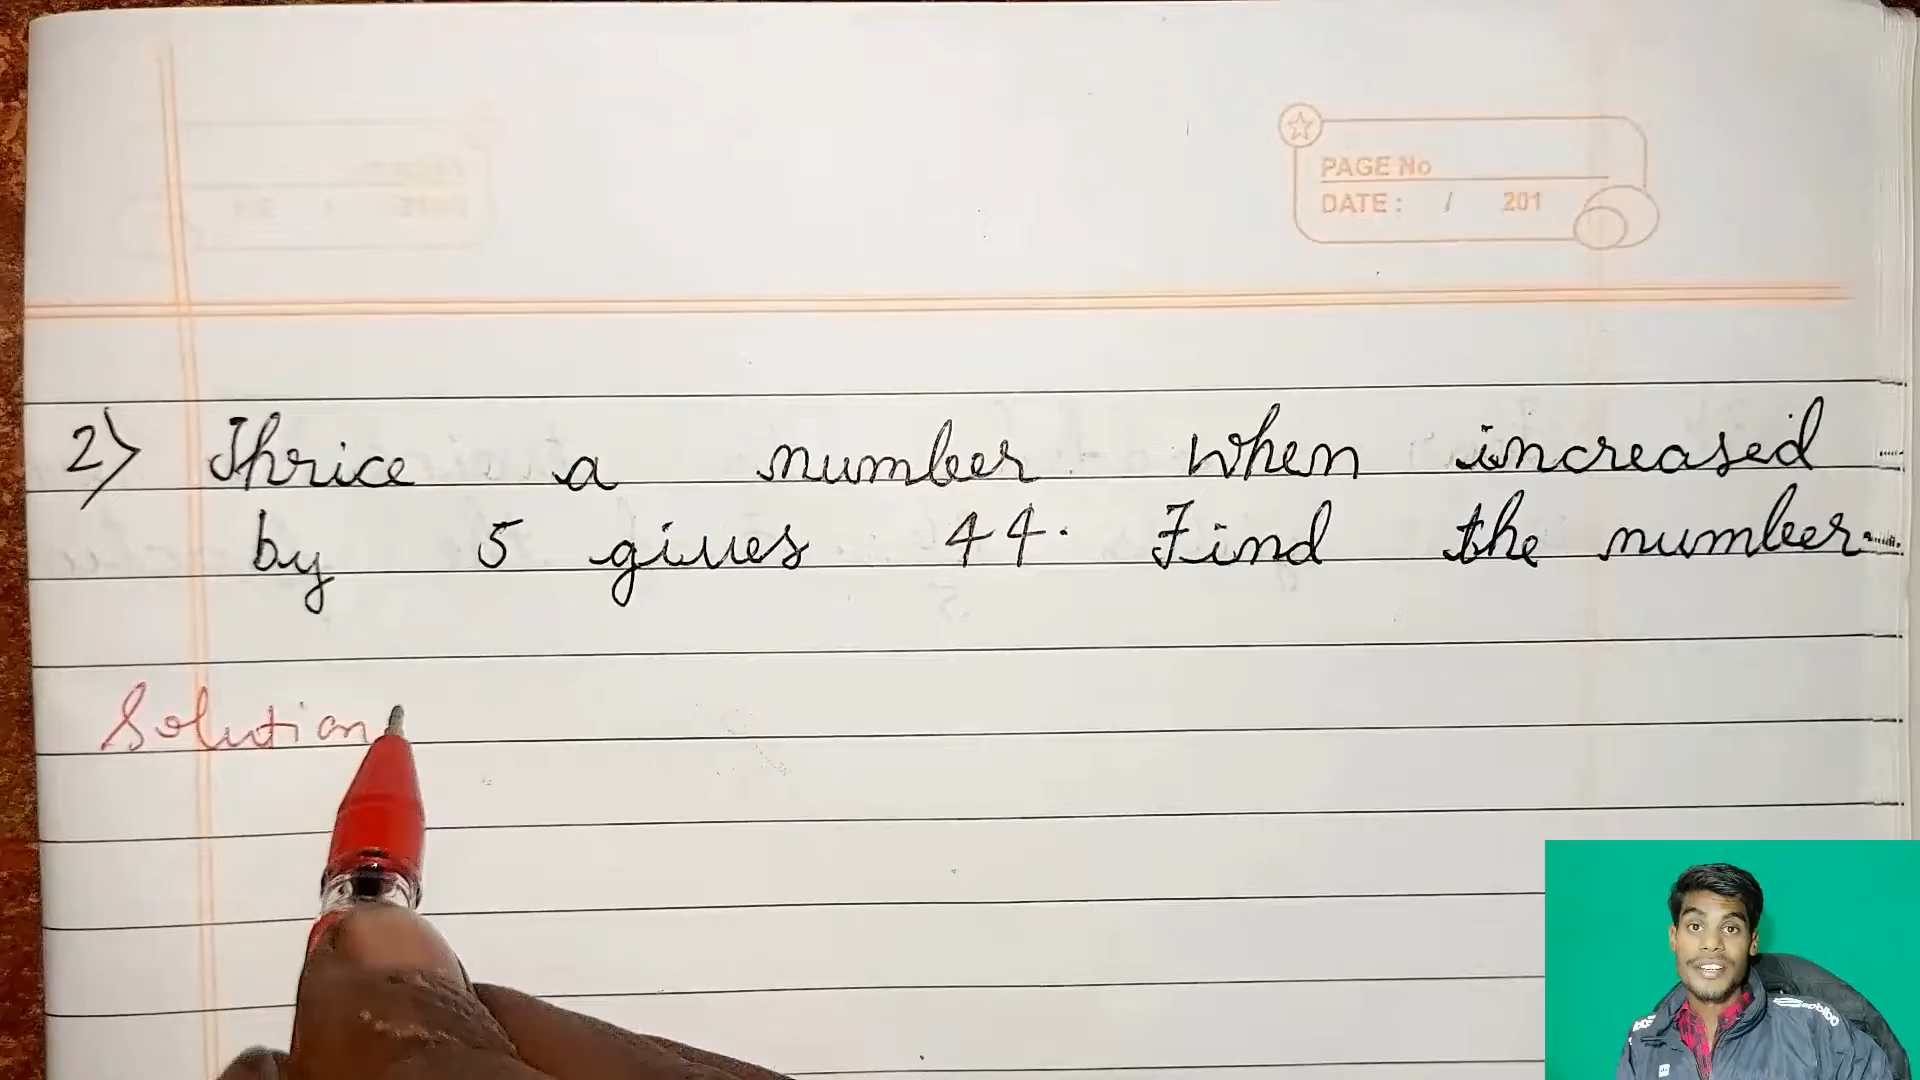 PAGE No
DATE : / 201
2) Thrice a number when increased
by 5 gives 44. Find the number.
Solution